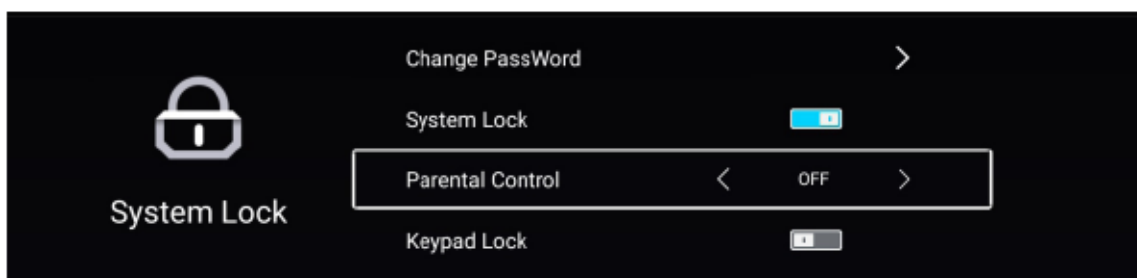 Change PassWord
System Lock
Parental Control OFF
System Lock
Keypad Lock